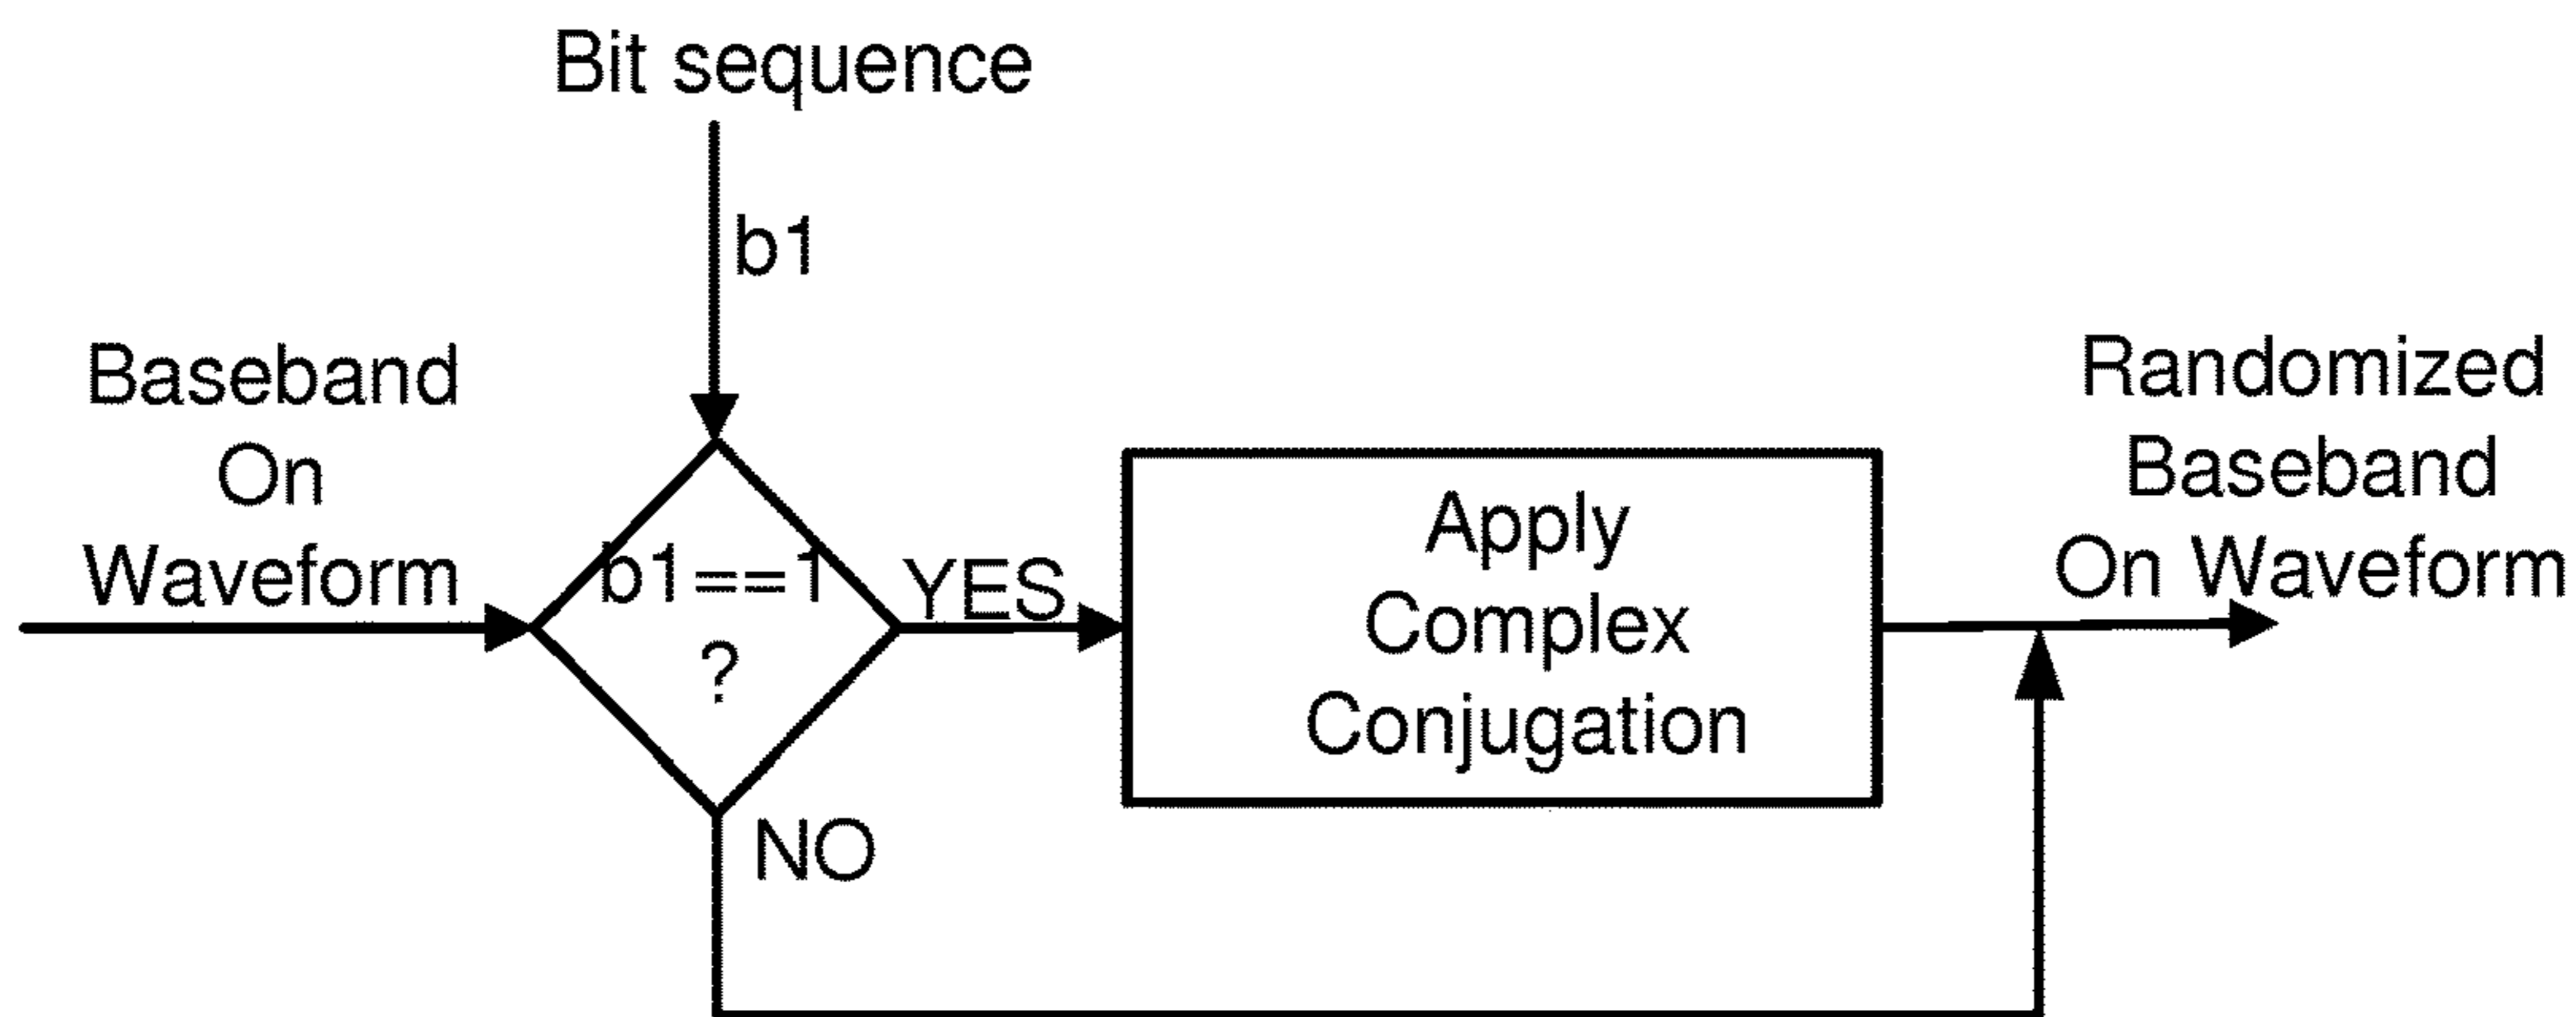 Bit sequence
b1
Baseband
On
Waveform
b1==1
?
YES
NO
Apply
Complex
Conjugation
Randomized
Baseband
On Waveform